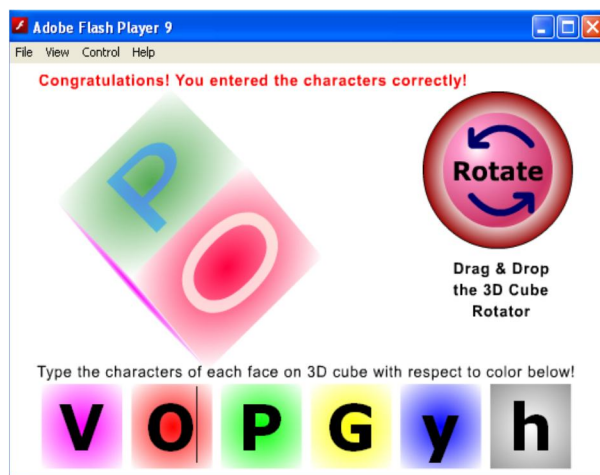 Adobe Flash Player 9
File View Control Help
Congratulations! You entered the characters correctly!
P
O
Rotate
Drag & Drop
the 3D Cube
Rotator
Type the characters of each face on 3D cube with respect to color below!
V O P G y h